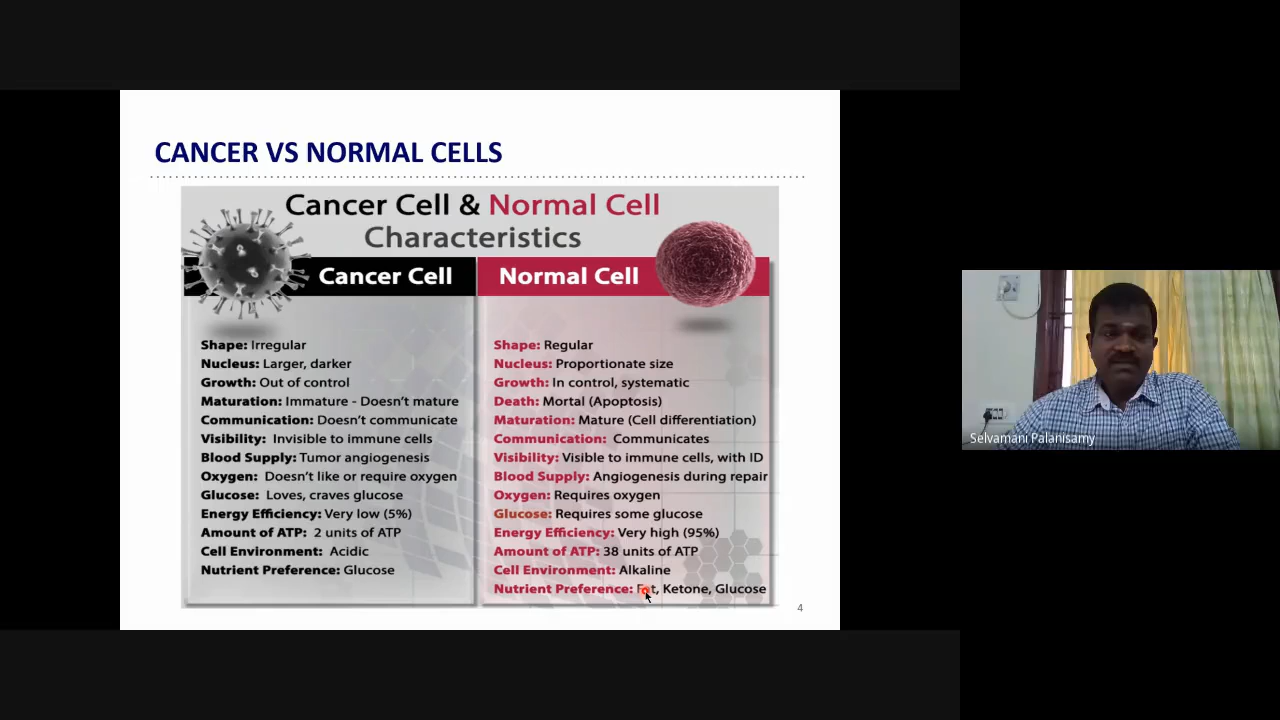 CANCER VS NORMAL CELLS
Cancer Cell & Normal Cell
Characteristics
Cancer Cell
Shape: Irregular
Nucleus: Larger, darker
Growth: Out of control
Maturation: Immature - Doesn't mature
Communication: Doesn't communicate
Visibility: Invisible to immune cells
Blood Supply: Tumor angiogenesis
Oxygen: Doesn't like or require oxygen
Glucose: Loves, craves glucose
Energy Efficiency: Very low (5%)
Amount of ATP: 2 units of ATP
Cell Environment: Acidic
Nutrient Preference: Glucose
Normal Cell
Shape: Regular
Nucleus: Proportionate size
Growth: In control, systematic
Death: Mortal (Apoptosis)
Maturation: Mature (Cell differentiation)
Communication: Communicates
Visibility: Visible to immune cells, with ID
Blood Supply: Angiogenesis during repair
Oxygen: Requires oxygen
Glucose: Requires some glucose
Energy Efficiency: Very high (95%)
Amount of ATP: 38 units of ATP
Cell Environment: Alkaline
Nutrient Preference: Fat, Ketone, Glucose
4
Selvamani Palanisamy